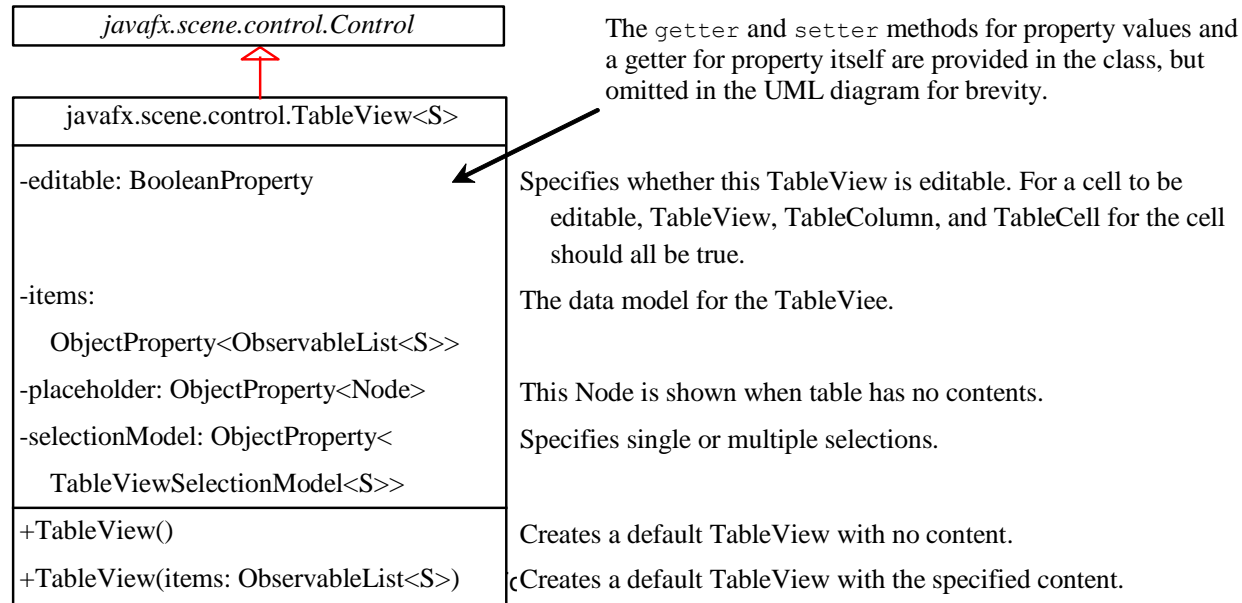 javafx.scene.control.Control
The getter and setter methods for property values and
a getter for property itself are provided in the class, but
omitted in the UML diagram for brevity.
javafx.scene.control.TableView<S>
-editable: BooleanProperty
Specifies whether this TableView is editable. For a cell to be
editable, TableView, TableColumn, and TableCell for the cell
should all be true.
-items:
ObjectProperty<ObservableList<S>>
The data model for the TableViee.
-placeholder: ObjectProperty<Node>
This Node is shown when table has no contents.
-selectionModel: ObjectProperty<
TableViewSelectionModel<S>>
Specifies single or multiple selections.
+TableView()
Creates a default TableView with no content.
+TableView(items: ObservableList<S>)
Creates a default TableView with the specified content.